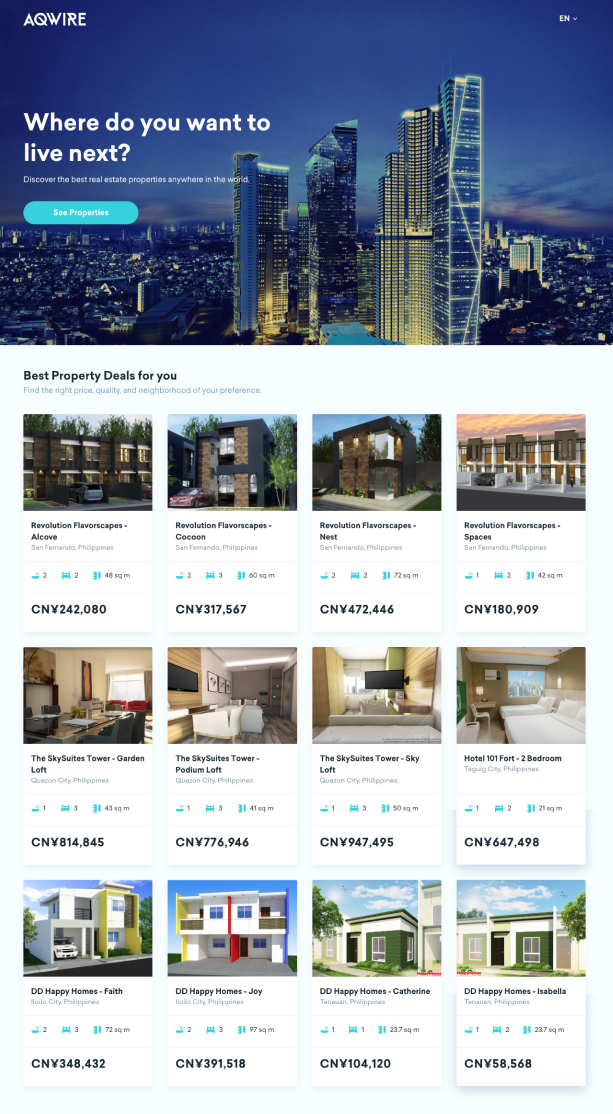 AQWIRE
EN
Where do you want to
live next?
Discover the best real estate properties anywhere in the world.
See Properties
Best Property Deals for you
Find the right price, quality, and neighborhood of your preference.
Revolution Flavorscapes -
Alcove
San Fernando, Philippines
2 2 48 sq m
CN¥242,080
Revolution Flavorscapes -
Cocoon
San Fernando, Philippines
2 3 60 sq m
CN¥317,567
Revolution Flavorscapes -
Nest
San Fernando, Philippines
2 2 72 sq m
CN¥472,446
Revolution Flavorscapes -
Spaces
San Fernando, Philippines
1 2 42 sq m
CN¥180,909
The SkySuites Tower - Garden
Loft
Quezon City, Philippines
1 3 43 sq m
CN¥814,845
The SkySuites Tower -
Podium Loft
Quezon City, Philippines
1 3 41 sq m
CN¥776,946
The SkySuites Tower - Sky
Loft
Quezon City, Philippines
1 3 50 sq m
CN¥947,495
Hotel 101 Fort - 2 Bedroom
Taguig City, Philippines
1 2 21 sq m
CN¥647,498
DD Happy Homes - Faith
Iloilo City, Philippines
2 3 72 sq m
CN¥348,432
DD Happy Homes - Joy
Iloilo City, Philippines
2 3 97 sq m
CN¥391,518
DD Happy Homes - Catherine
Tanauan, Philippines
1 1 23.7 sq m
CN¥104,120
DD Happy Homes - Isabella
Tanauan, Philippines
1 2 23.7 sq m
CN¥58,568